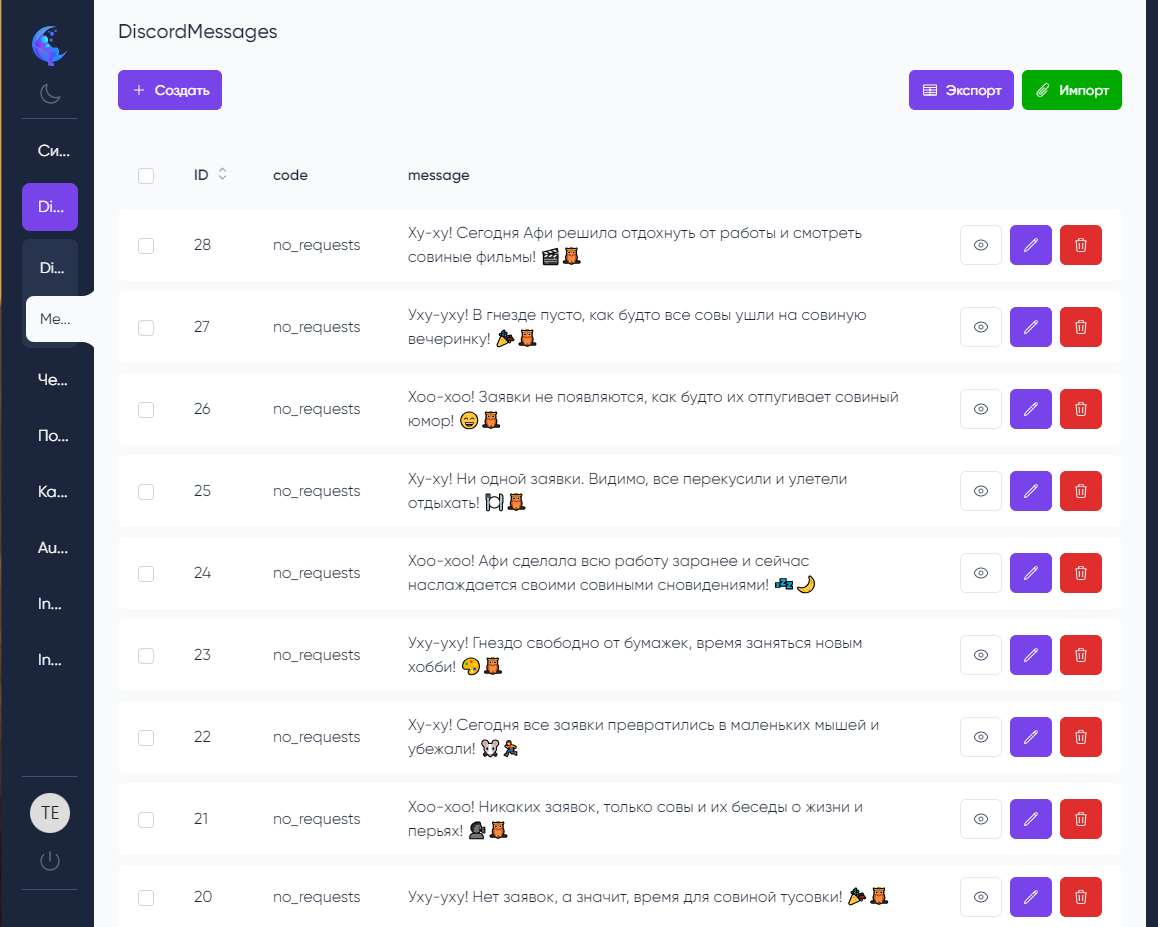 DiscordMessages
Создать
Экспорт
Импорт
Си...
Di...
Di...
Me...
Че...
По...
Ка...
Au...
In...
In...
TE
ID code message
28 no_requests Ху-ху! Сегодня Афи решила отдохнуть от работы и смотреть
совиные фильмы! 🎬🦉
27 no_requests Уху-уху! В гнезде пусто, как будто все совы ушли на совиную
вечеринку! 🎉🦉
26 no_requests Хоо-хоо! Заявки не появляются, как будто их отпугивает совиный
юмор! 😄🦉
25 no_requests Ху-ху! Ни одной заявки. Видимо, все перекусили и улетели
отдыхать! 🍽🦉
24 no_requests Хоо-хоо! Афи сделала всю работу заранее и сейчас
наслаждается своими совиными сновидениями! 💤🌙
23 no_requests Уху-уху! Гнездо свободно от бумажек, время заняться новым
хобби! 🎨🦉
22 no_requests Ху-ху! Сегодня все заявки превратились в маленьких мышей и
убежали! 🐭🏃
21 no_requests Хоо-хоо! Никаких заявок, только совы и их беседы о жизни и
перьях! 🗣🦉
20 no_requests Уху-уху! Нет заявок, а значит, время для совиной тусовки! 🎉🦉